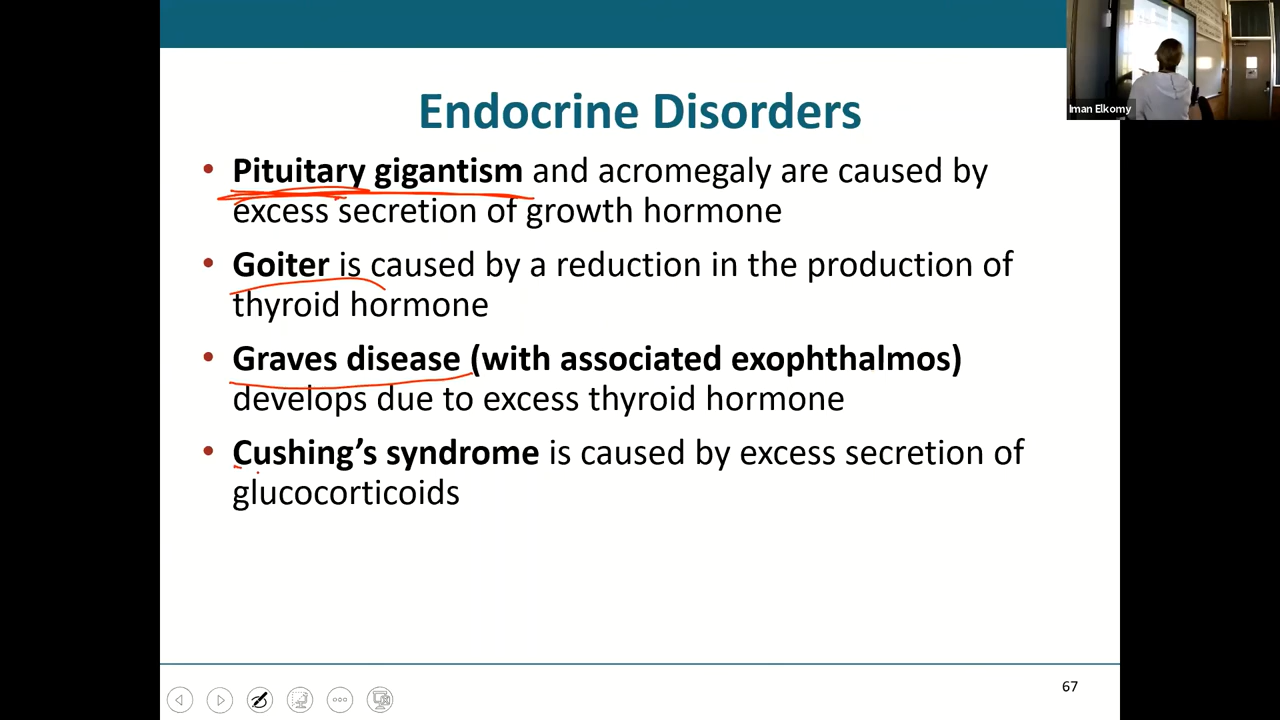 Endocrine Disorders
Iman Elkomy
• Pituitary gigantism and acromegaly are caused by
excess secretion of growth hormone
• Goiter is caused by a reduction in the production of
thyroid hormone
• Graves disease (with associated exophthalmos)
develops due to excess thyroid hormone
• Cushing's syndrome is caused by excess secretion of
glucocorticoids
67